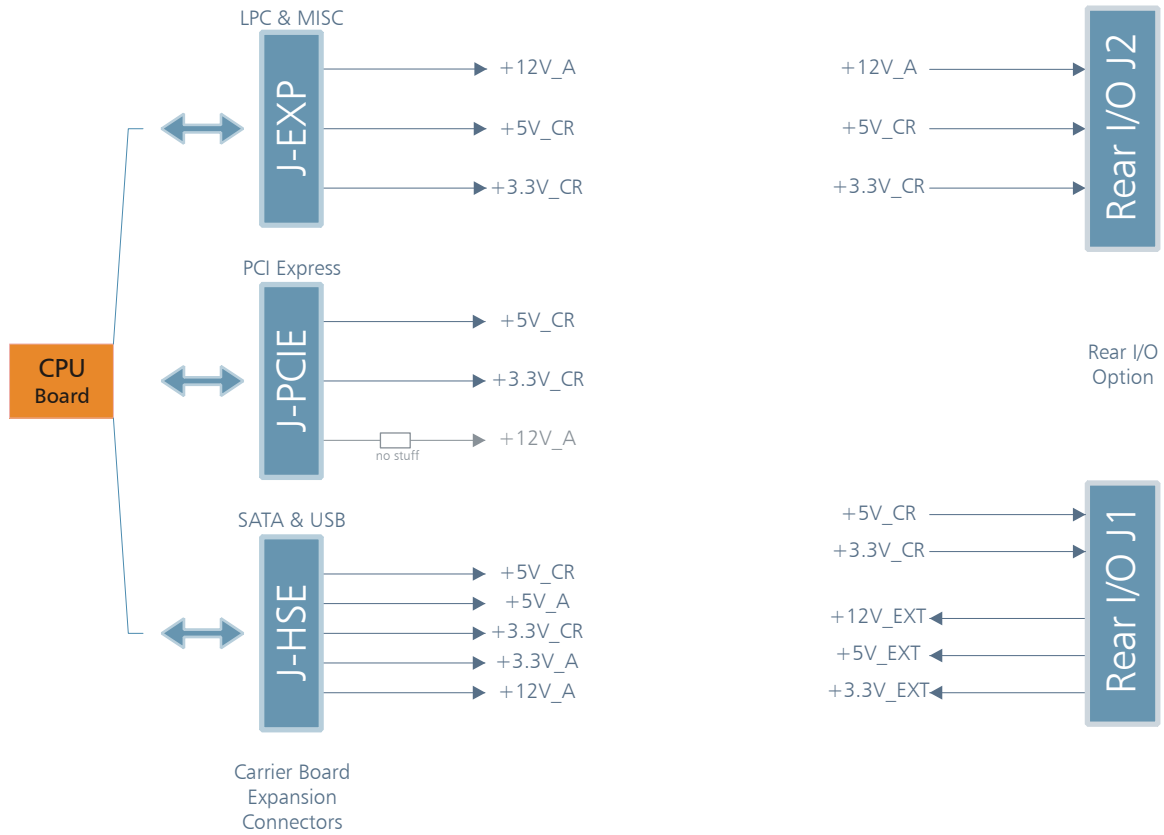 LPC & MISC
J-EXP
+12V_A
+5V_CR
+3.3V_CR
PCI Express
J-PCIE
+5V_CR
+3.3V_CR
+12V_A
no stuff
CPU
Board
SATA & USB
J-HSE
+5V_CR
+5V_A
+3.3V_CR
+3.3V_A
+12V_A
Carrier Board
Expansion
Connectors
+12V_A
+5V_CR
+3.3V_CR
Rear I/O J2
Rear I/O
Option
+5V_CR
+3.3V_CR
+12V_EXT
+5V_EXT
+3.3V_EXT
Rear I/O J1